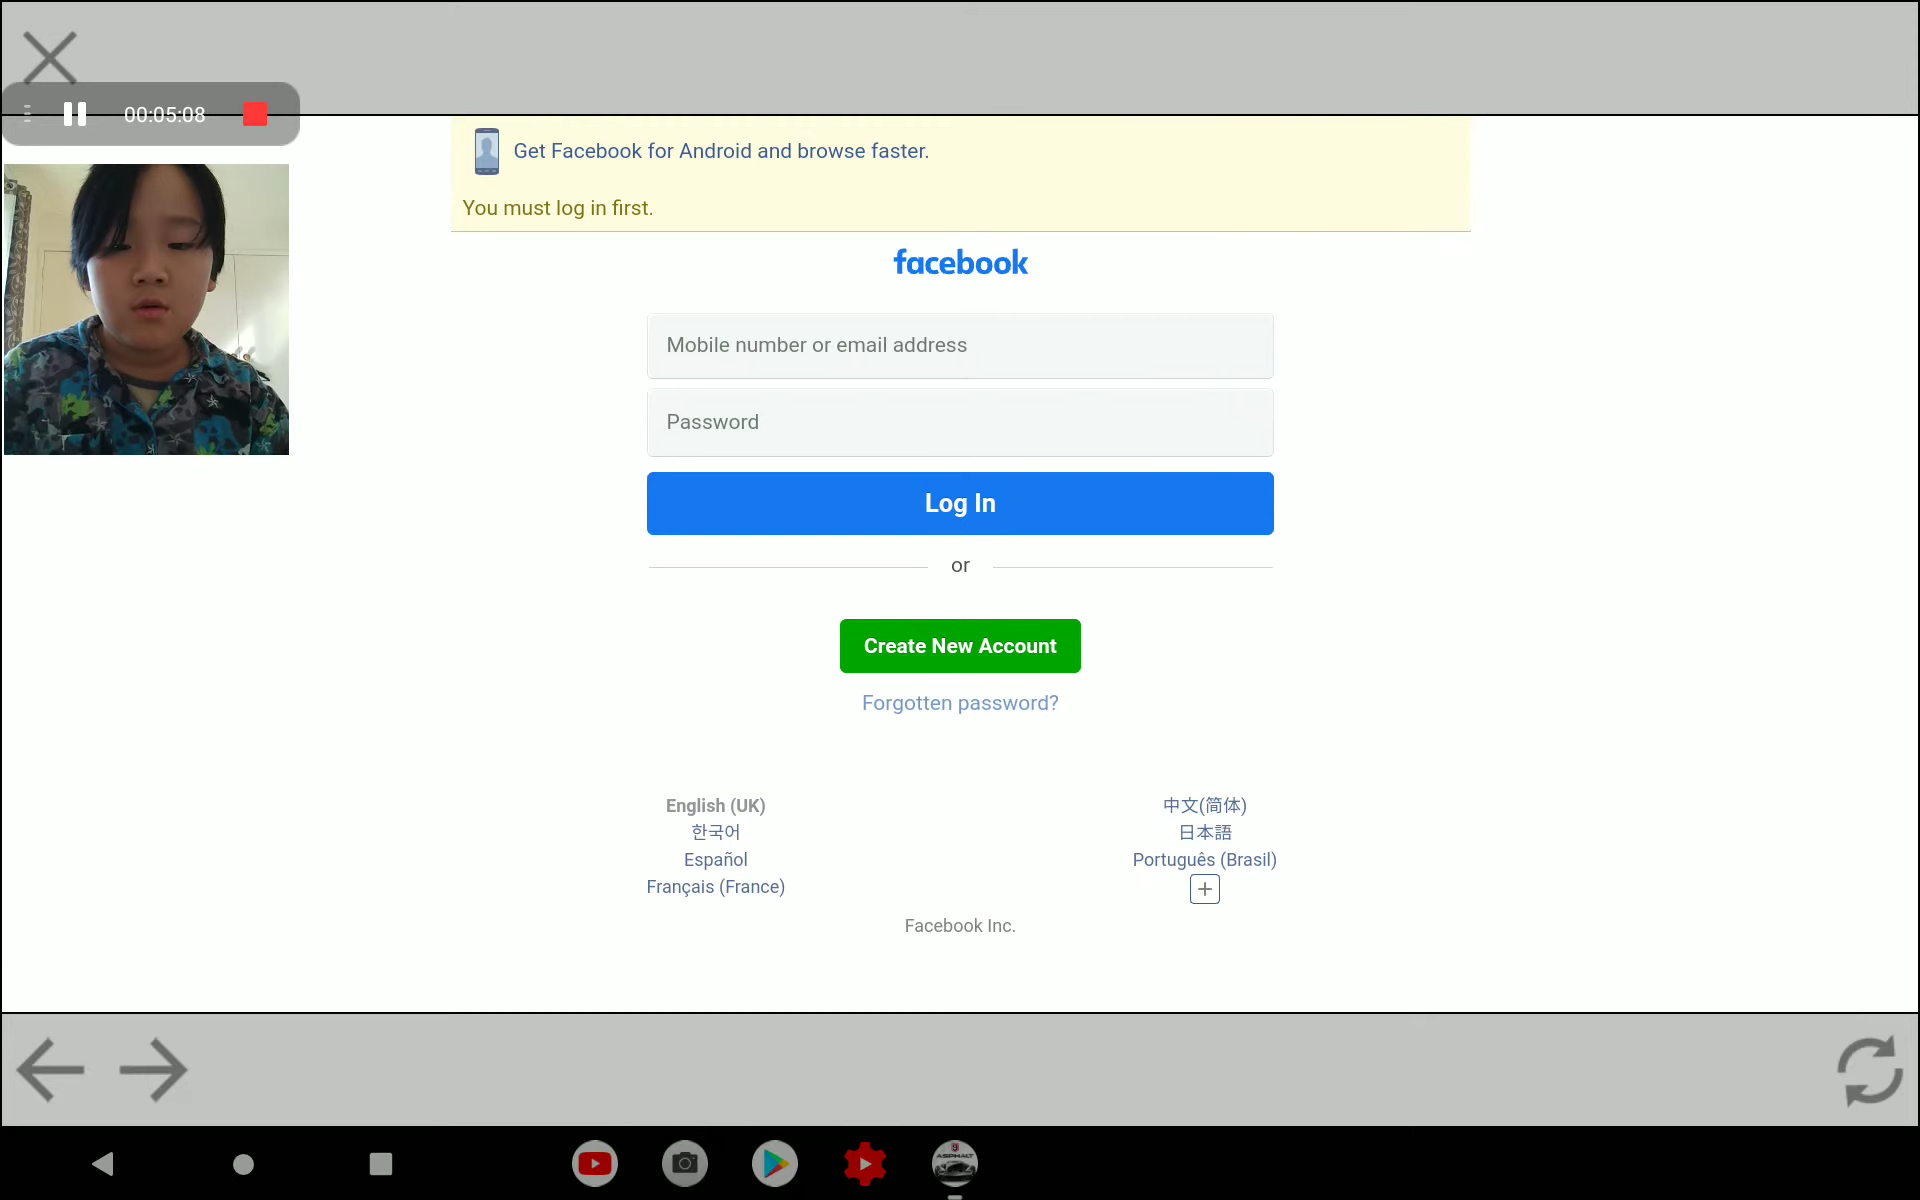 00:05:08
Get Facebook for Android and browse faster.
You must log in first.
facebook
Mobile number or email address
Password
Log In
or
Create New Account
Forgotten password?
English (UK)
中文(简体)
한국어
日本語
Español
Português (Brasil)
Français (France)
Facebook Inc.
ASPHALT